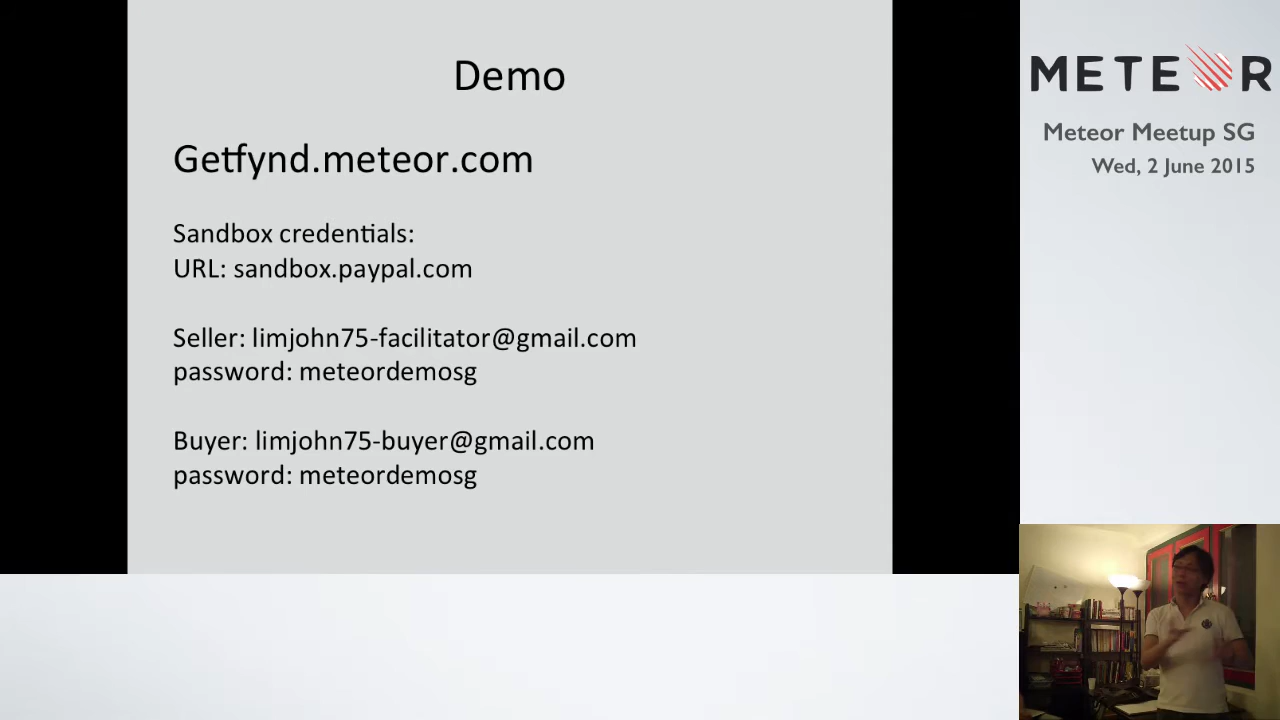 Demo
Getfynd.meteor.com
Sandbox credentials:
URL: sandbox.paypal.com
Seller: limjohn75-facilitator@gmail.com
password: meteordemosg
Buyer: limjohn75-buyer@gmail.com
password: meteordemosg
METEOR
Meteor Meetup SG
Wed, 2 June 2015